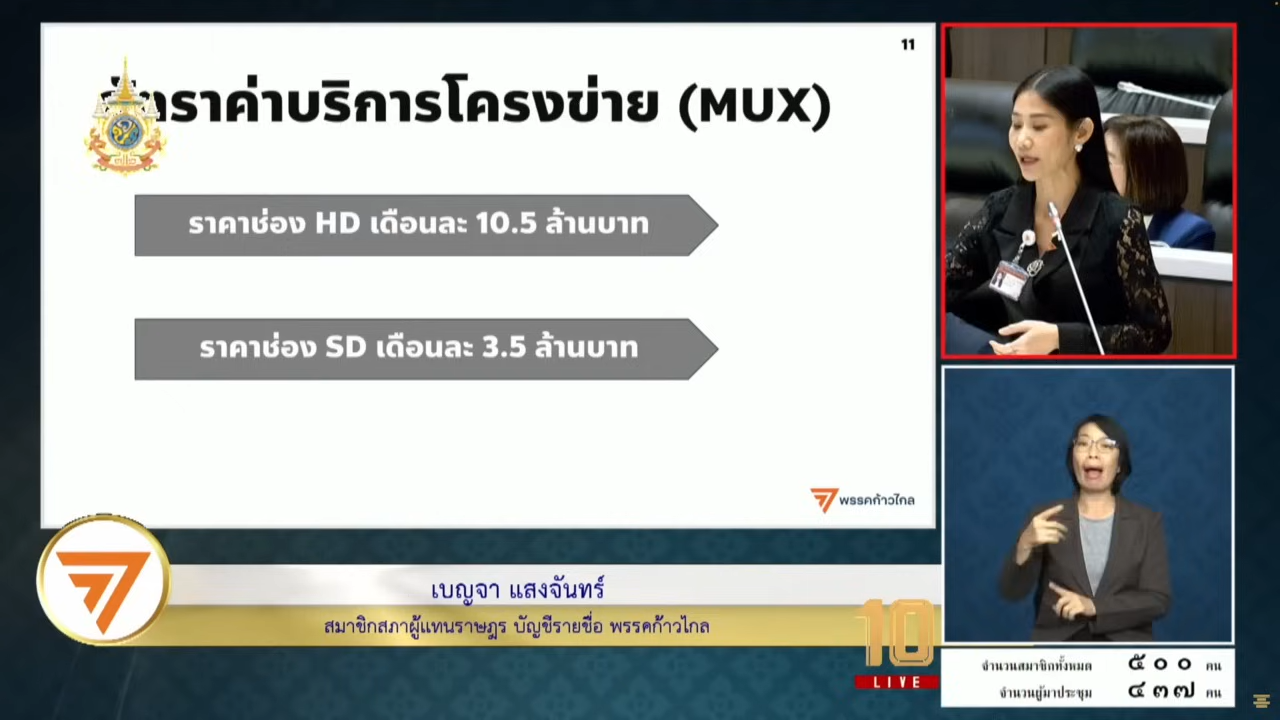 11
ค่าบริการโครงข่าย (MUX)
ราคาช่อง HD เดือนละ 10.5 ล้านบาท
ราคาช่อง SD เดือนละ 3.5 ล้านบาท
พรรคก้าวไกล
เบญจา แสงจันทร์
สมาชิกสภาผู้แทนราษฎร บัญชีรายชื่อ พรรคก้าวไกล
10
LIVE
จำนวนสมาชิกทั้งหมด ๕๐๐ คน
จำนวนผู้มาประชุม ๔๓๗ คน